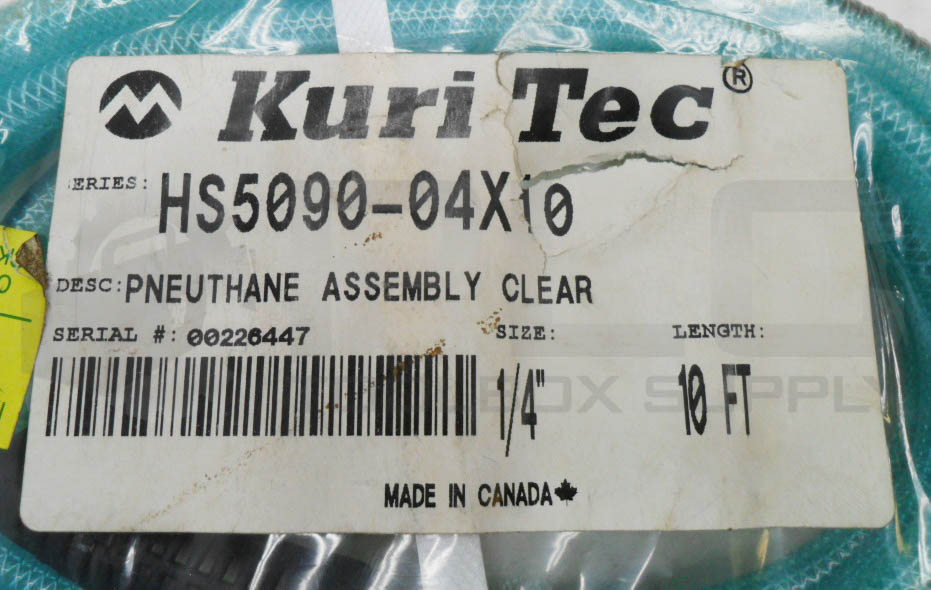 Kuri Tec®
SERIES: HS5090-04X10
DESC: PNEUTHANE ASSEMBLY CLEAR
SERIAL #: 00226447
SIZE: 1/4"
LENGTH: 10 FT
MADE IN CANADA